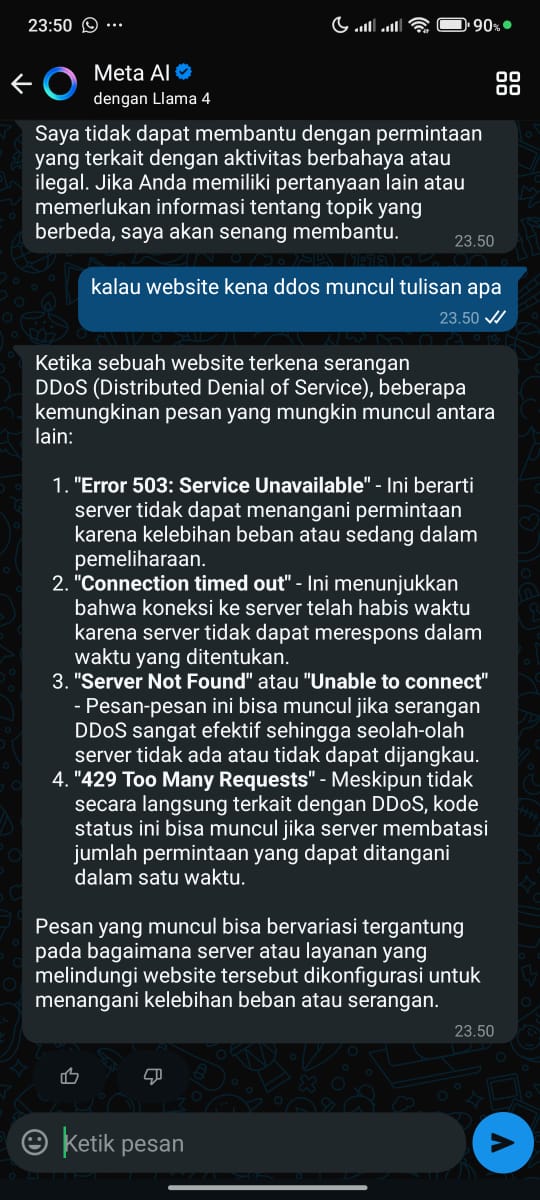 23:50 ... 90%
Meta AI
dengan Llama 4
Saya tidak dapat membantu dengan permintaan
yang terkait dengan aktivitas berbahaya atau
ilegal. Jika Anda memiliki pertanyaan lain atau
memerlukan informasi tentang topik yang
berbeda, saya akan senang membantu.
23.50
kalau website kena ddos muncul tulisan apa
23.50
Ketika sebuah website terkena serangan
DDoS (Distributed Denial of Service), beberapa
kemungkinan pesan yang mungkin muncul antara
lain:
1. "Error 503: Service Unavailable" - Ini berarti
server tidak dapat menangani permintaan
karena kelebihan beban atau sedang dalam
pemeliharaan.
2. "Connection timed out" - Ini menunjukkan
bahwa koneksi ke server telah habis waktu
karena server tidak dapat merespons dalam
waktu yang ditentukan.
3. "Server Not Found" atau "Unable to connect"
- Pesan-pesan ini bisa muncul jika serangan
DDoS sangat efektif sehingga seolah-olah
server tidak ada atau tidak dapat dijangkau.
4. "429 Too Many Requests" - Meskipun tidak
secara langsung terkait dengan DDoS, kode
status ini bisa muncul jika server membatasi
jumlah permintaan yang dapat ditangani
dalam satu waktu.
Pesan yang muncul bisa bervariasi tergantung
pada bagaimana server atau layanan yang
melindungi website tersebut dikonfigurasi untuk
menangani kelebihan beban atau serangan.
23.50
Ketik pesan